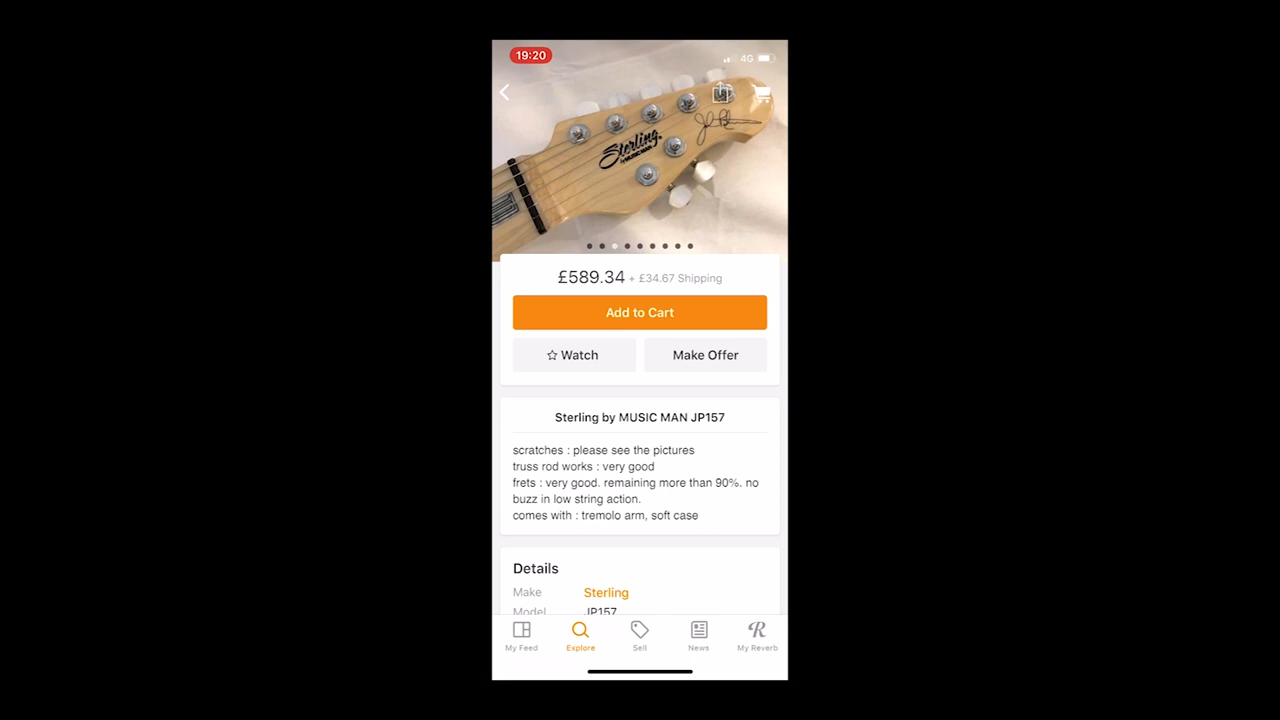 19:20
4G
Sterling
by MUSIC MAN
£589.34 + £34.67 Shipping
Add to Cart
Watch
Make Offer
Sterling by MUSIC MAN JP157
scratches : please see the pictures
truss rod works : very good
frets : very good. remaining more than 90%. no
buzz in low string action.
comes with : tremolo arm, soft case
Details
Make Sterling
Model JP157
My Feed
Explore
Sell
News
My Reverb